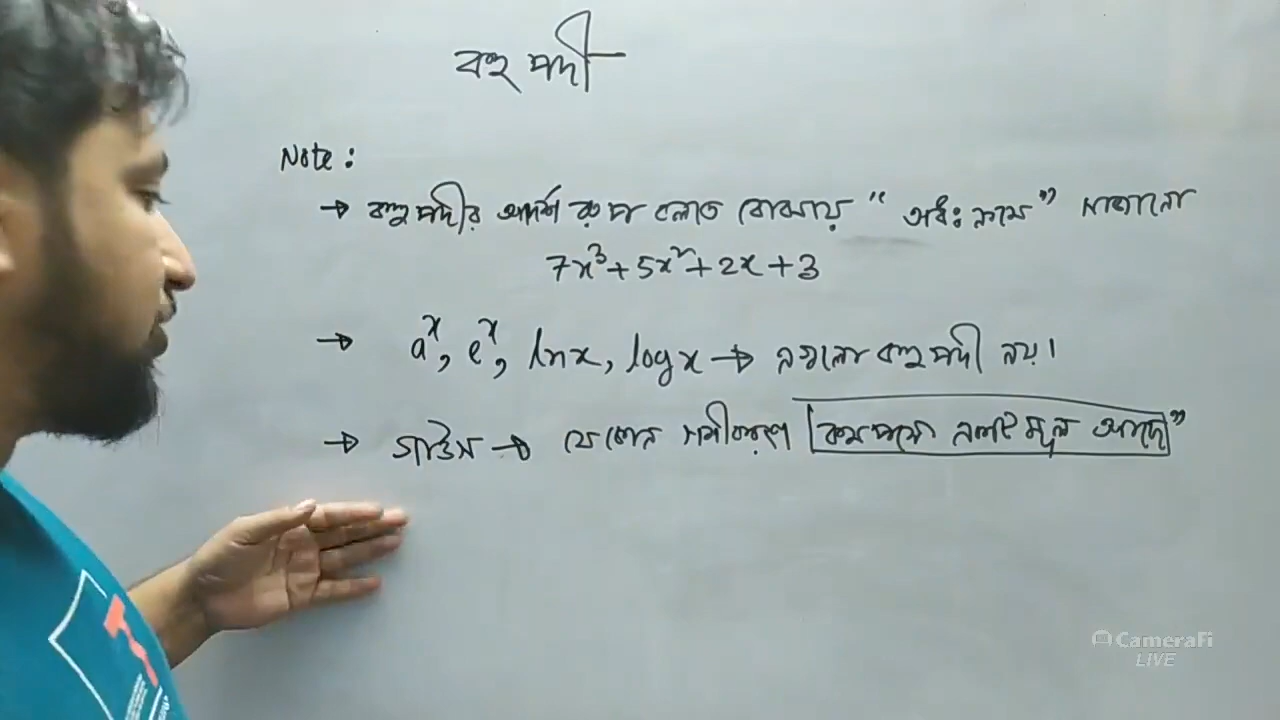 বহুপদী
Note :
→ বহুপদীর আদর্শ রূপ বলতে বোঝায় " অধঃক্রমে " সাজানো
7x³ + 5x² + 2x + 3
→ aˣ, eˣ, lnx, logx → এগুলো বহুপদী নয়।
→ গাউস → যেকোন সমীকরণে কমপক্ষে একটি মূল আছে"
CameraFi
LIVE